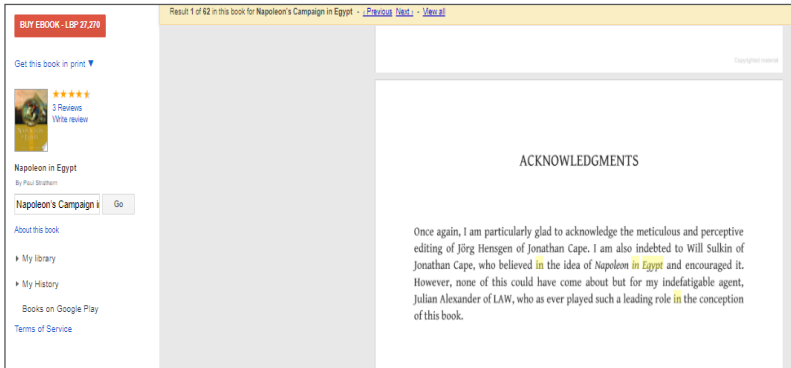 BUY EBOOK - LBP 27,270
Get this book in print ▼
3 Reviews
Write review
Napoleon in Egypt
By Paul Strathern
Napoleon's Campaign i
Go
About this book
My library
My History
Books on Google Play
Terms of Service
Result 1 of 62 in this book for Napoleon's Campaign in Egypt - ‹ Previous Next › - View all
Copyrighted material
ACKNOWLEDGMENTS
Once again, I am particularly glad to acknowledge the meticulous and perceptive
editing of Jörg Hensgen of Jonathan Cape. I am also indebted to Will Sulkin of
Jonathan Cape, who believed in the idea of Napoleon in Egypt and encouraged it.
However, none of this could have come about but for my indefatigable agent,
Julian Alexander of LAW, who as ever played such a leading role in the conception
of this book.